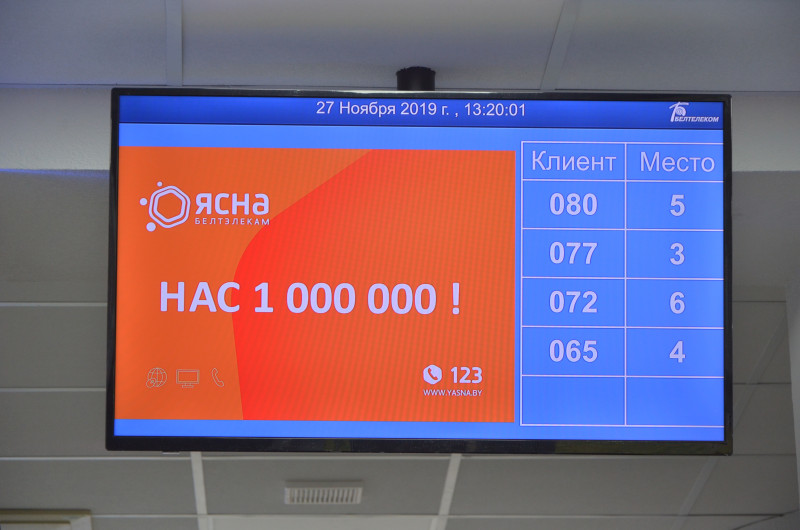 27 Ноября 2019 г. , 13:20:01
БЕЛТЕЛЕКОМ
ЯСНА
БЕЛТЭЛЕКАМ
НАС 1 000 000 !
123
WWW.YASNA.BY
Клиент Место
080 5
077 3
072 6
065 4